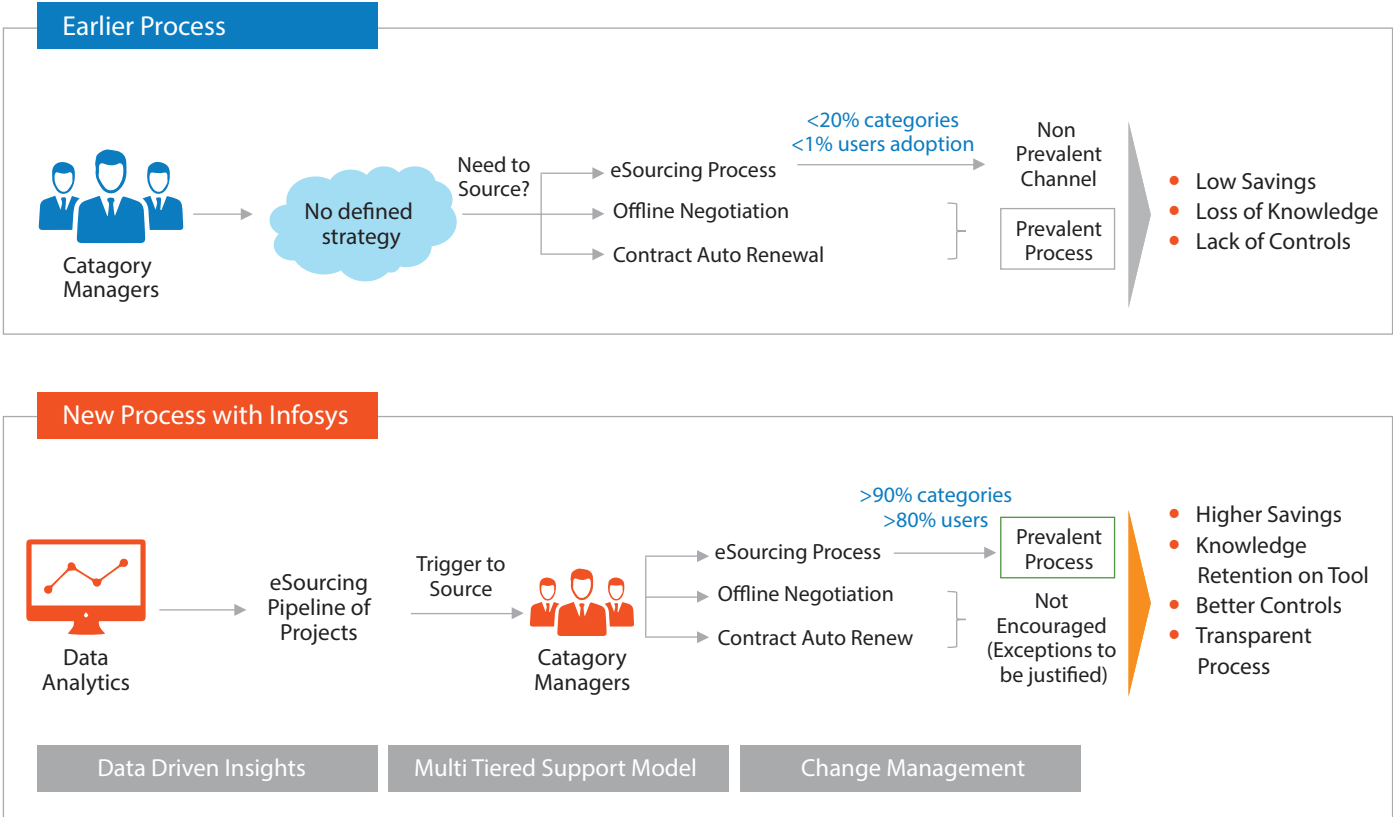 Earlier Process
Catagory
Managers
No defined
strategy
Need to
Source?
eSourcing Process
Offline Negotiation
Contract Auto Renewal
<20% categories
<1% users adoption
Non
Prevalent
Channel
Prevalent
Process
• Low Savings
• Loss of Knowledge
• Lack of Controls
New Process with Infosys
Data
Analytics
eSourcing
Pipeline of
Projects
Trigger to
Source
Catagory
Managers
eSourcing Process
Offline Negotiation
Contract Auto Renew
>90% categories
>80% users
Prevalent
Process
Not
Encouraged
(Exceptions to
be justified)
• Higher Savings
• Knowledge
Retention on Tool
• Better Controls
• Transparent
Process
Data Driven Insights
Multi Tiered Support Model
Change Management